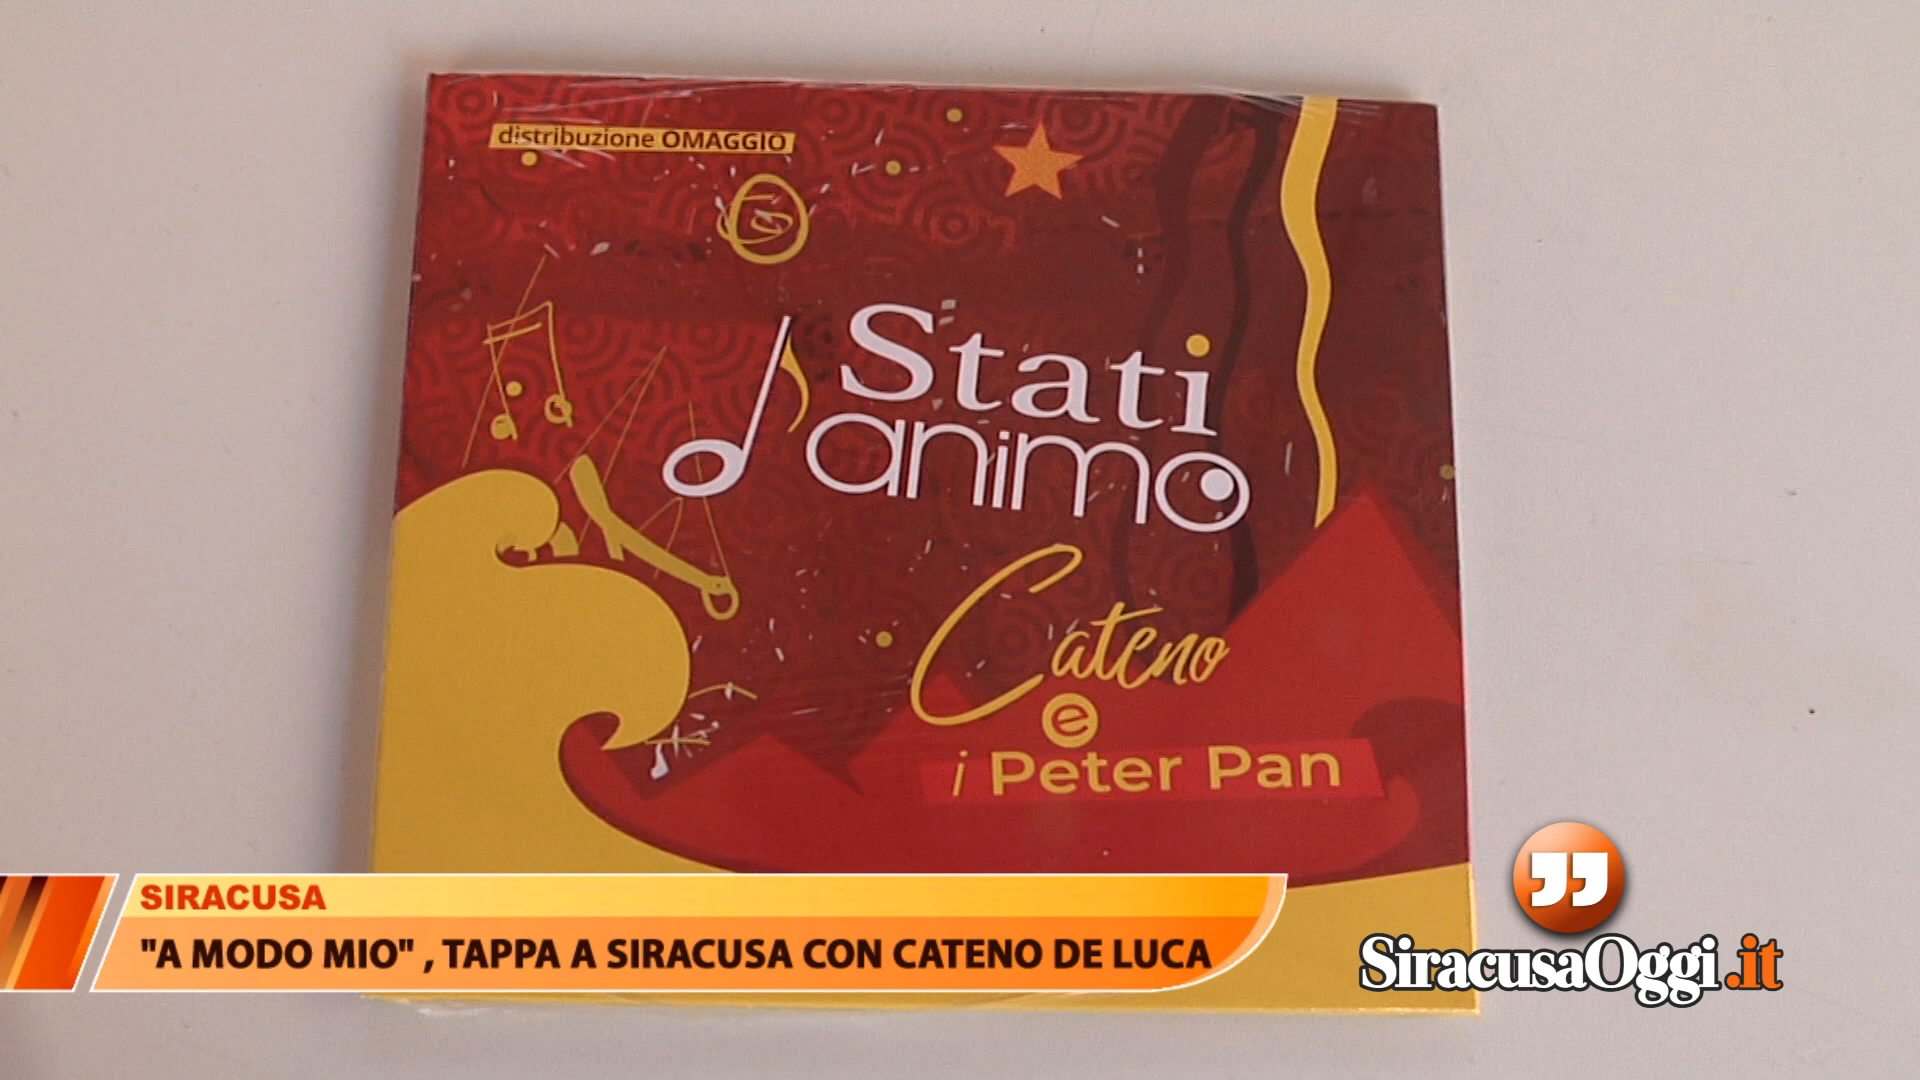 distribuzione OMAGGIO
Stati
d'animo
Cateno
e
i Peter Pan
SIRACUSA
"A MODO MIO" , TAPPA A SIRACUSA CON CATENO DE LUCA
SiracusaOggi.it